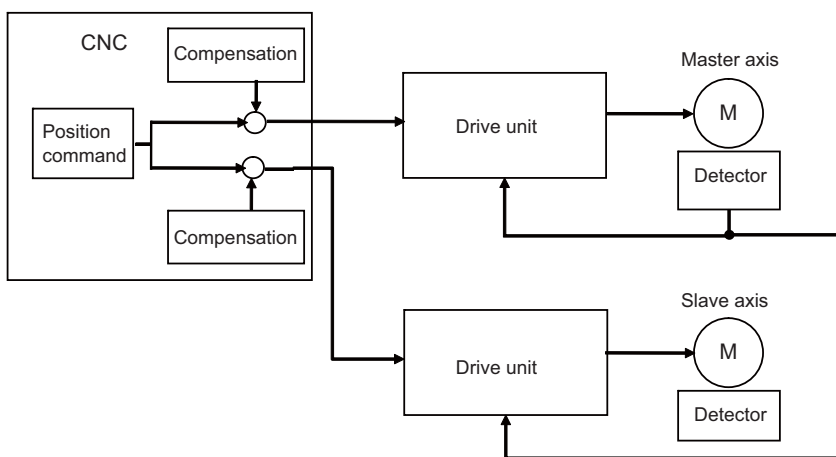 CNC
Compensation
Position
command
Compensation
Drive unit
Master axis
M
Detector
Drive unit
Slave axis
M
Detector